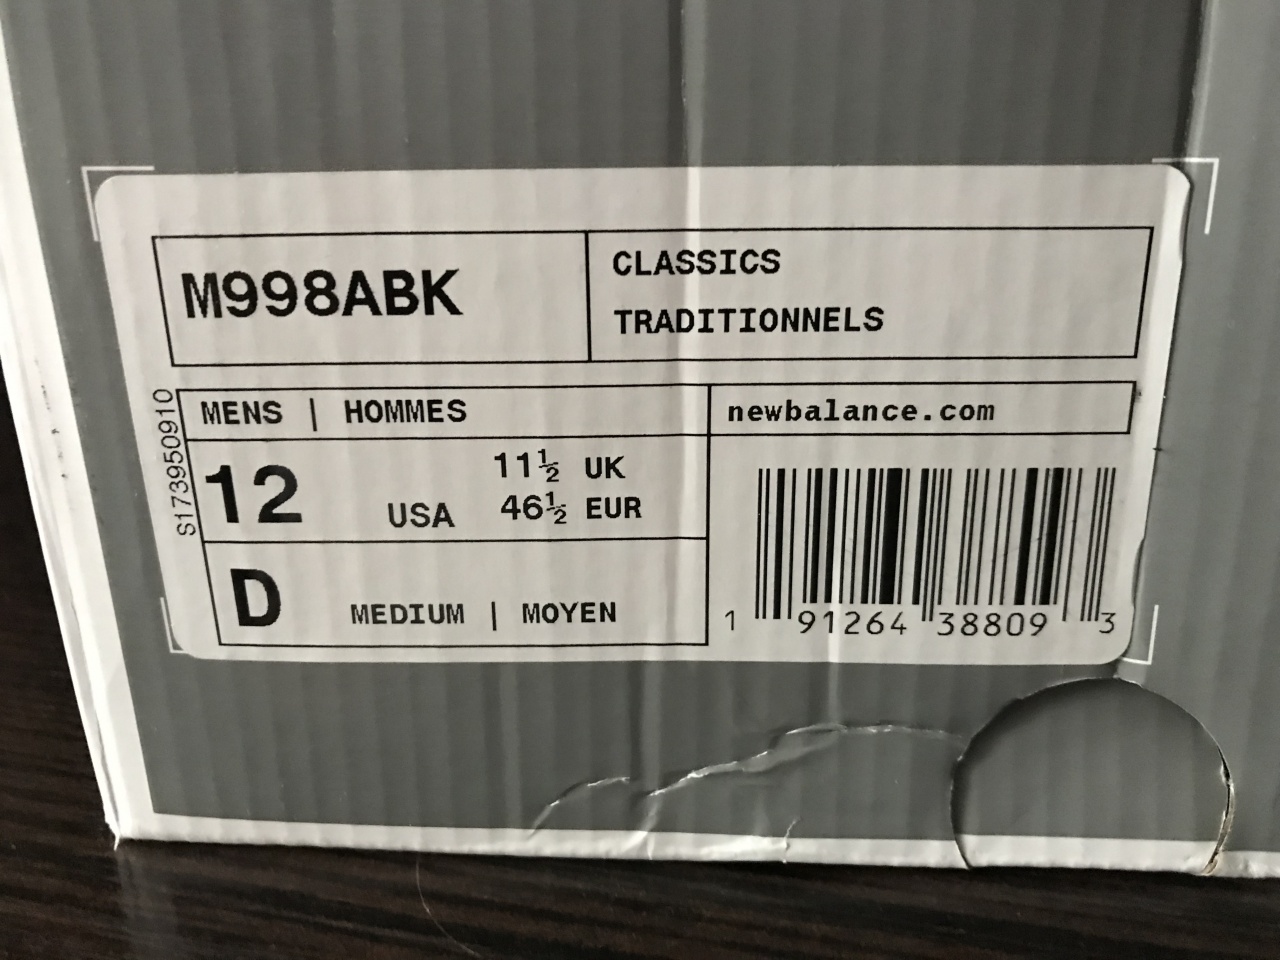 M998ABK
CLASSICS
TRADITIONNELS
S173950910
MENS | HOMMES
newbalance.com
12 USA 11½ UK
46½ EUR
D MEDIUM | MOYEN
1 91264 38809 3